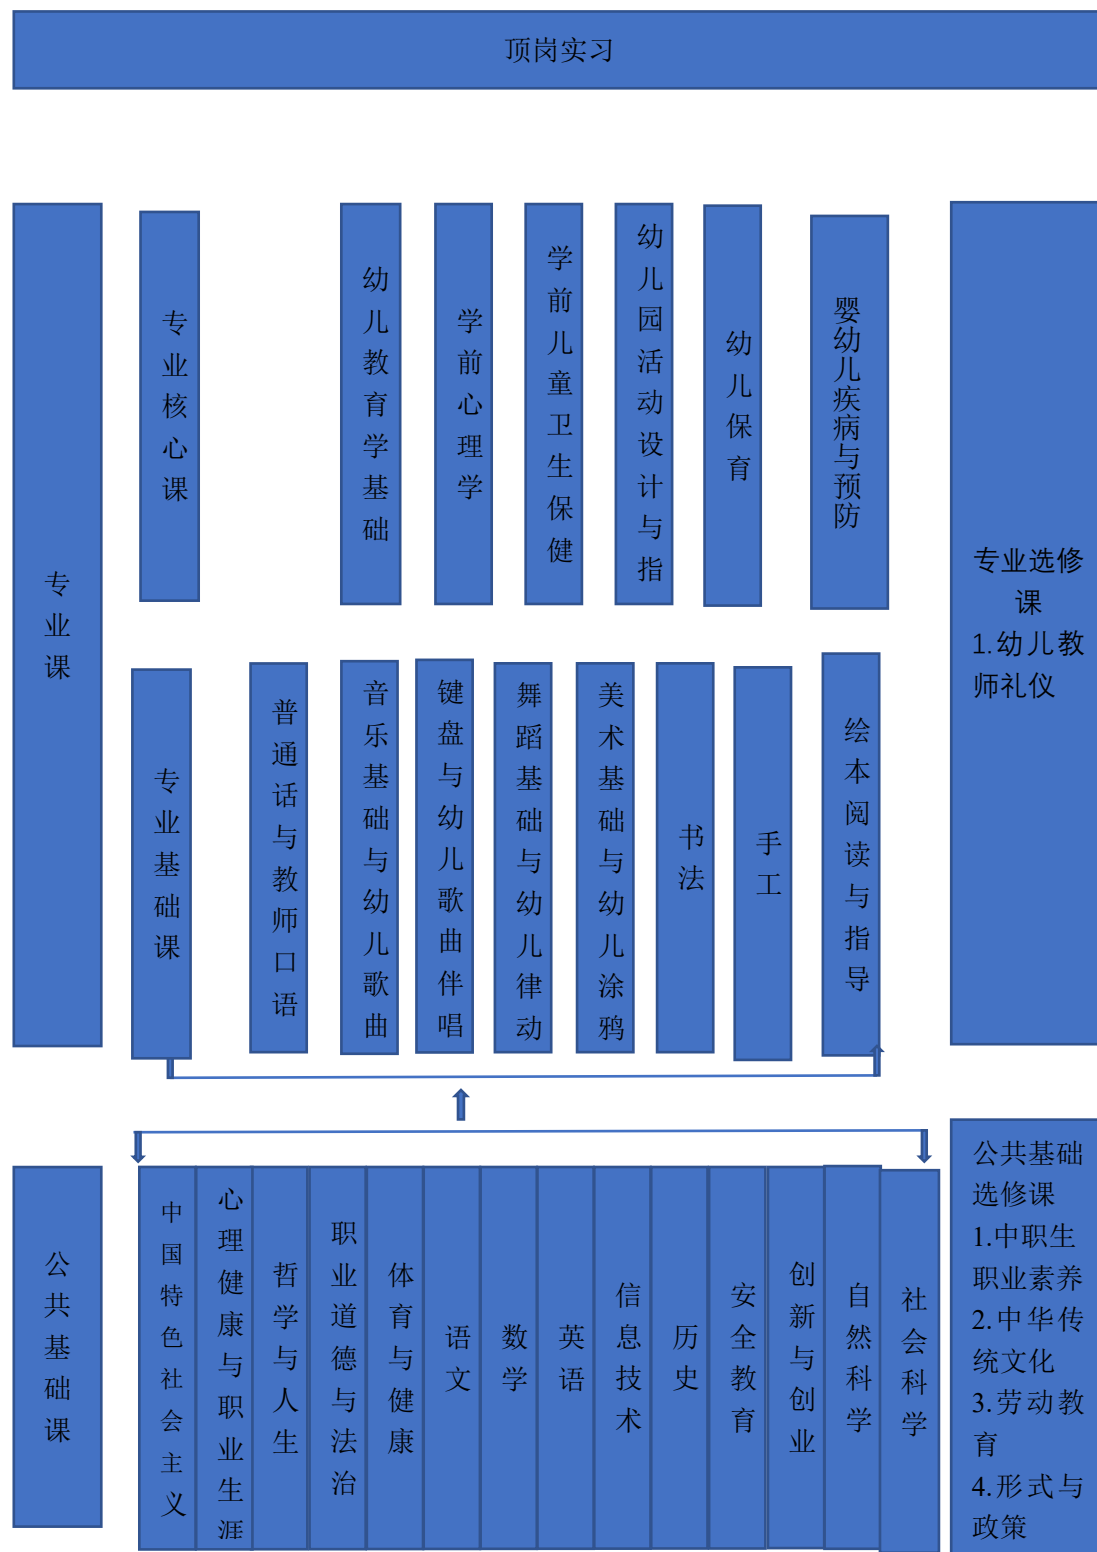 顶岗实习
专业课
专业核心课
幼儿教育学基础
学前心理学
学前儿童卫生保健
幼儿园活动设计与指
幼儿保育
婴幼儿疾病与预防
专业选修
课
1.幼儿教
师礼仪
专业基础课
普通话与教师口语
音乐基础与幼儿歌曲
键盘与幼儿歌曲伴唱
舞蹈基础与幼儿律动
美术基础与幼儿涂鸦
书法
手工
绘本阅读与指导
公共基础课
中国特色社会主义
心理健康与职业生涯
哲学与人生
职业道德与法治
体育与健康
语文
数学
英语
信息技术
历史
安全教育
创新与创业
自然科学
社会科学
公共基础
选修课
1.中职生
职业素养
2.中华传
统文化
3.劳动教
育
4.形式与
政策